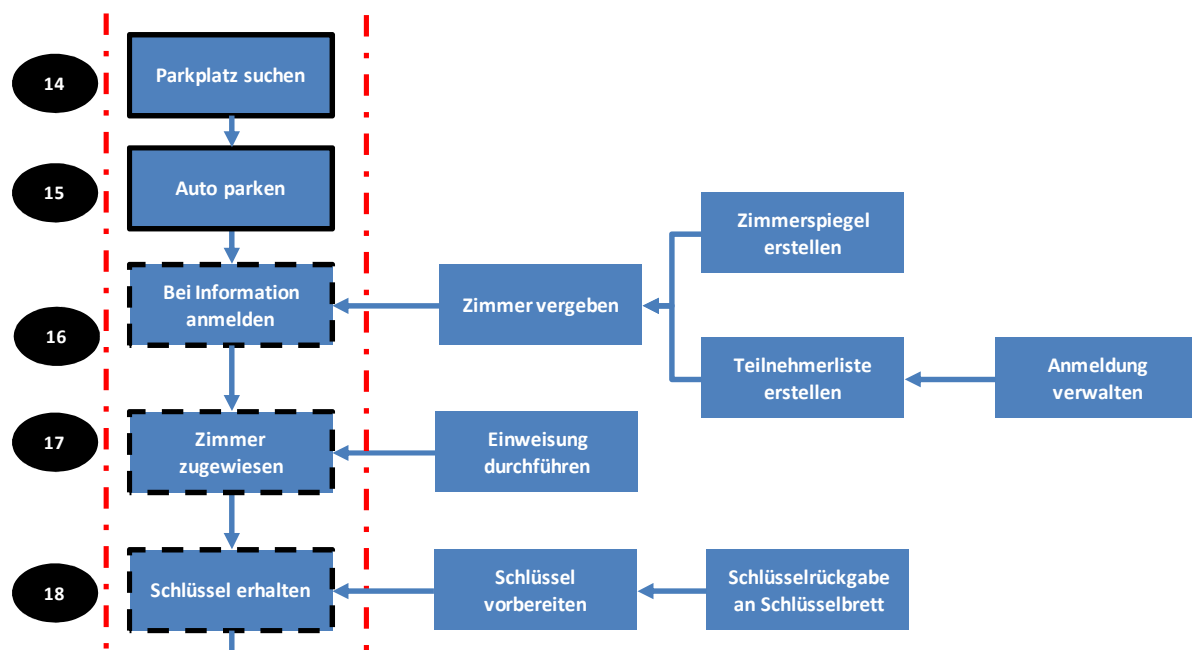 14
Parkplatz suchen
15
Auto parken
Zimmerspiegel
erstellen
16
Bei Information
anmelden
Zimmer vergeben
Teilnehmerliste
erstellen
Anmeldung
verwalten
17
Zimmer
zugewiesen
Einweisung
durchführen
18
Schlüssel erhalten
Schlüssel
vorbereiten
Schlüsselrückgabe
an Schlüsselbrett